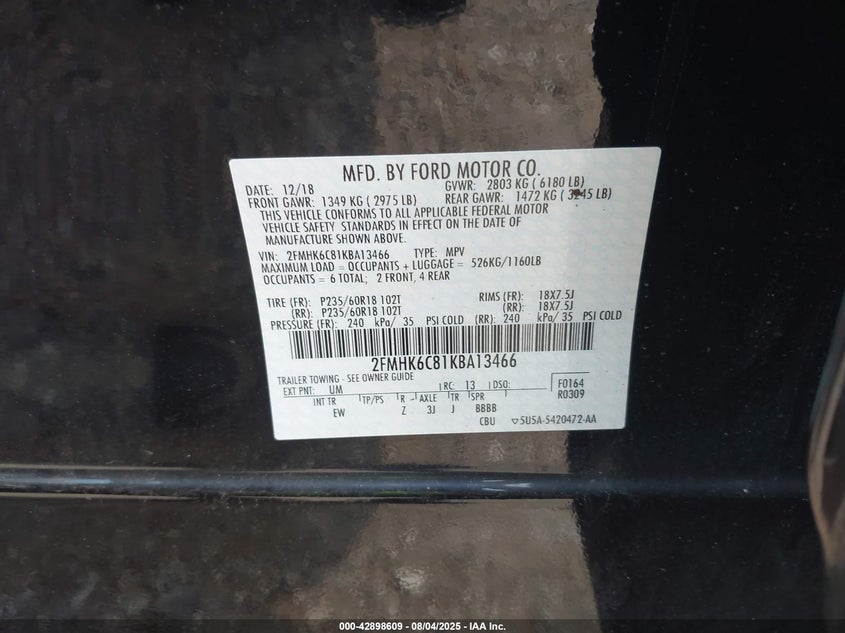 MFD. BY FORD MOTOR CO.
DATE: 12/18 GVWR: 2803 KG ( 6180 LB)
FRONT GAWR: 1349 KG ( 2975 LB) REAR GAWR: 1472 KG ( 3245 LB)
THIS VEHICLE CONFORMS TO ALL APPLICABLE FEDERAL MOTOR
VEHICLE SAFETY STANDARDS IN EFFECT ON THE DATE OF
MANUFACTURE SHOWN ABOVE.
VIN: 2FMHK6C81KBA13466 TYPE: MPV
MAXIMUM LOAD = OCCUPANTS + LUGGAGE = 526KG/1160LB
OCCUPANTS = 6 TOTAL; 2 FRONT, 4 REAR
TIRE (FR): P235/60R18 102T RIMS (FR): 18X7.5J
(RR): P235/60R18 102T (RR): 18X7.5J
PRESSURE (FR): 240 kPa/ 35 PSI COLD (RR): 240 kPa/ 35 PSI COLD
2FMHK6C81KBA13466
TRAILER TOWING - SEE OWNER GUIDE
EXT PNT: UM RC: 13 DSO: F0164
INT TR TP/PS R AXLE TR SPR R0309
EW Z 3J J BBBB
CBU 5U5A-5420472-AA
000-42898609 - 08/04/2025 - IAA Inc.